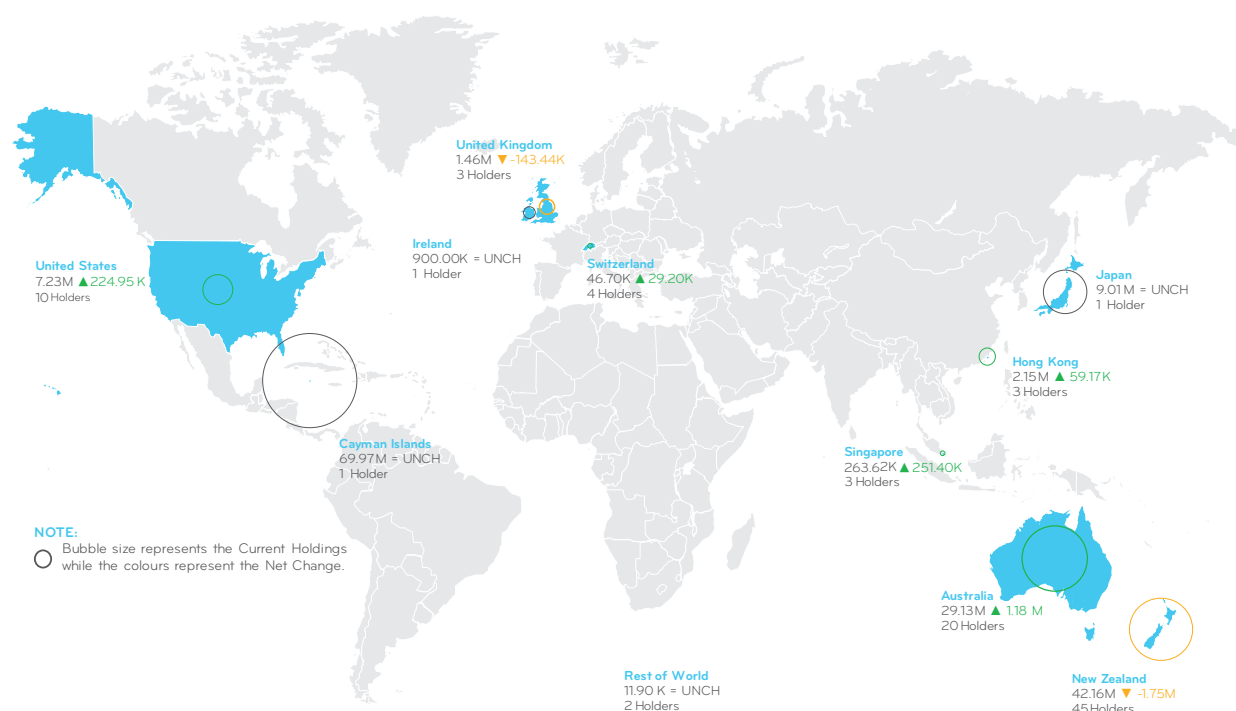 United Kingdom
1.46M ▼ -143.44K
3 Holders
Ireland
900.00K = UNCH
1 Holder
Switzerland
46.70K ▲ 29.20K
4 Holders
United States
7.23M ▲ 224.95 K
10 Holders
Japan
9.01 M = UNCH
1 Holder
Hong Kong
2.15M ▲ 59.17K
3 Holders
Cayman Islands
69.97M = UNCH
1 Holder
Singapore
263.62K ▲ 251.40K
3 Holders
NOTE:
Bubble size represents the Current Holdings
while the colours represent the Net Change.
Australia
29.13M ▲ 1.18 M
20 Holders
Rest of World
11.90 K = UNCH
2 Holders
New Zealand
42.16M ▼ -1.75M
45 Holders